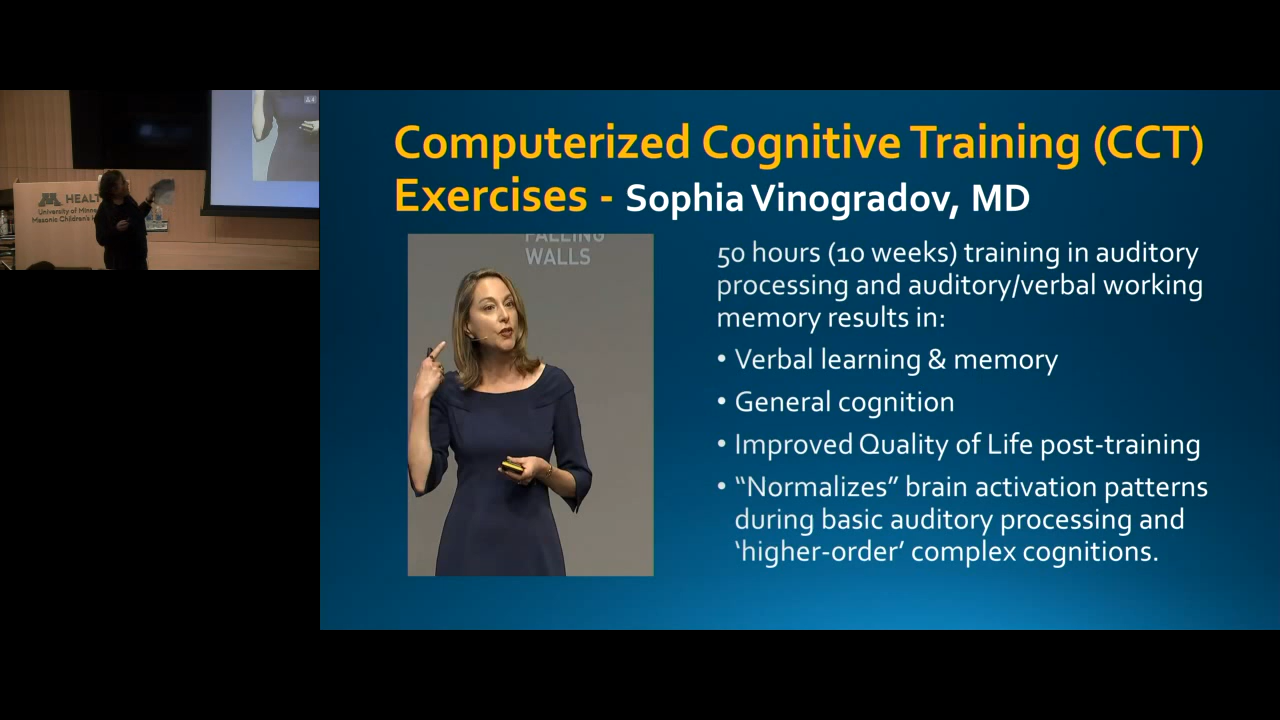 HEALT
University of Minne
Masonic Children's
Computerized Cognitive Training (CCT)
Exercises - Sophia Vinogradov, MD
FALLING
WALLS
50 hours (10 weeks) training in auditory
processing and auditory/verbal working
memory results in:
• Verbal learning & memory
• General cognition
• Improved Quality of Life post-training
• “Normalizes” brain activation patterns
during basic auditory processing and
‘higher-order’ complex cognitions.